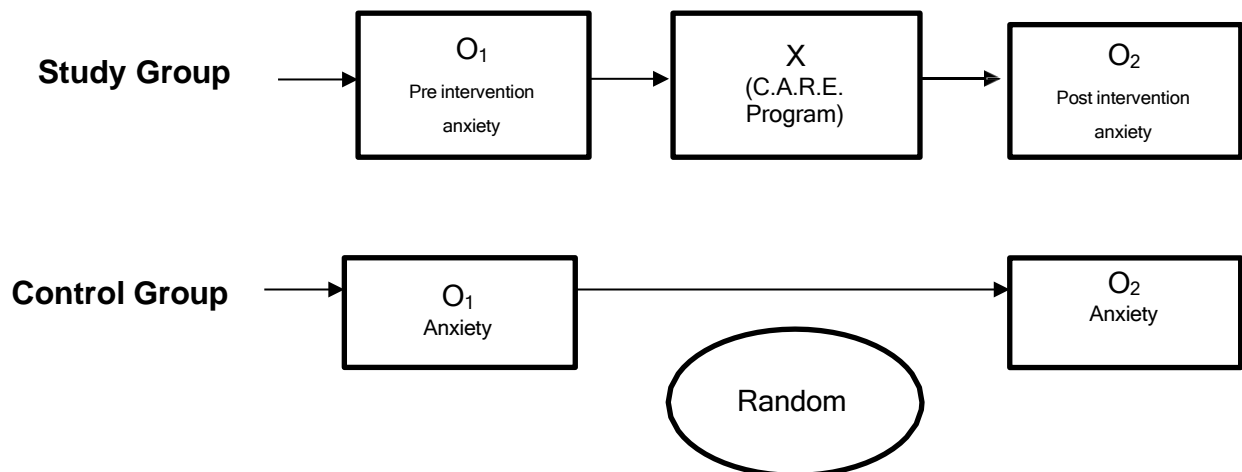 Study Group
O₁
Pre intervention
anxiety
X
(C.A.R.E.
Program)
O₂
Post intervention
anxiety
Control Group
O₁
Anxiety
O₂
Anxiety
Random